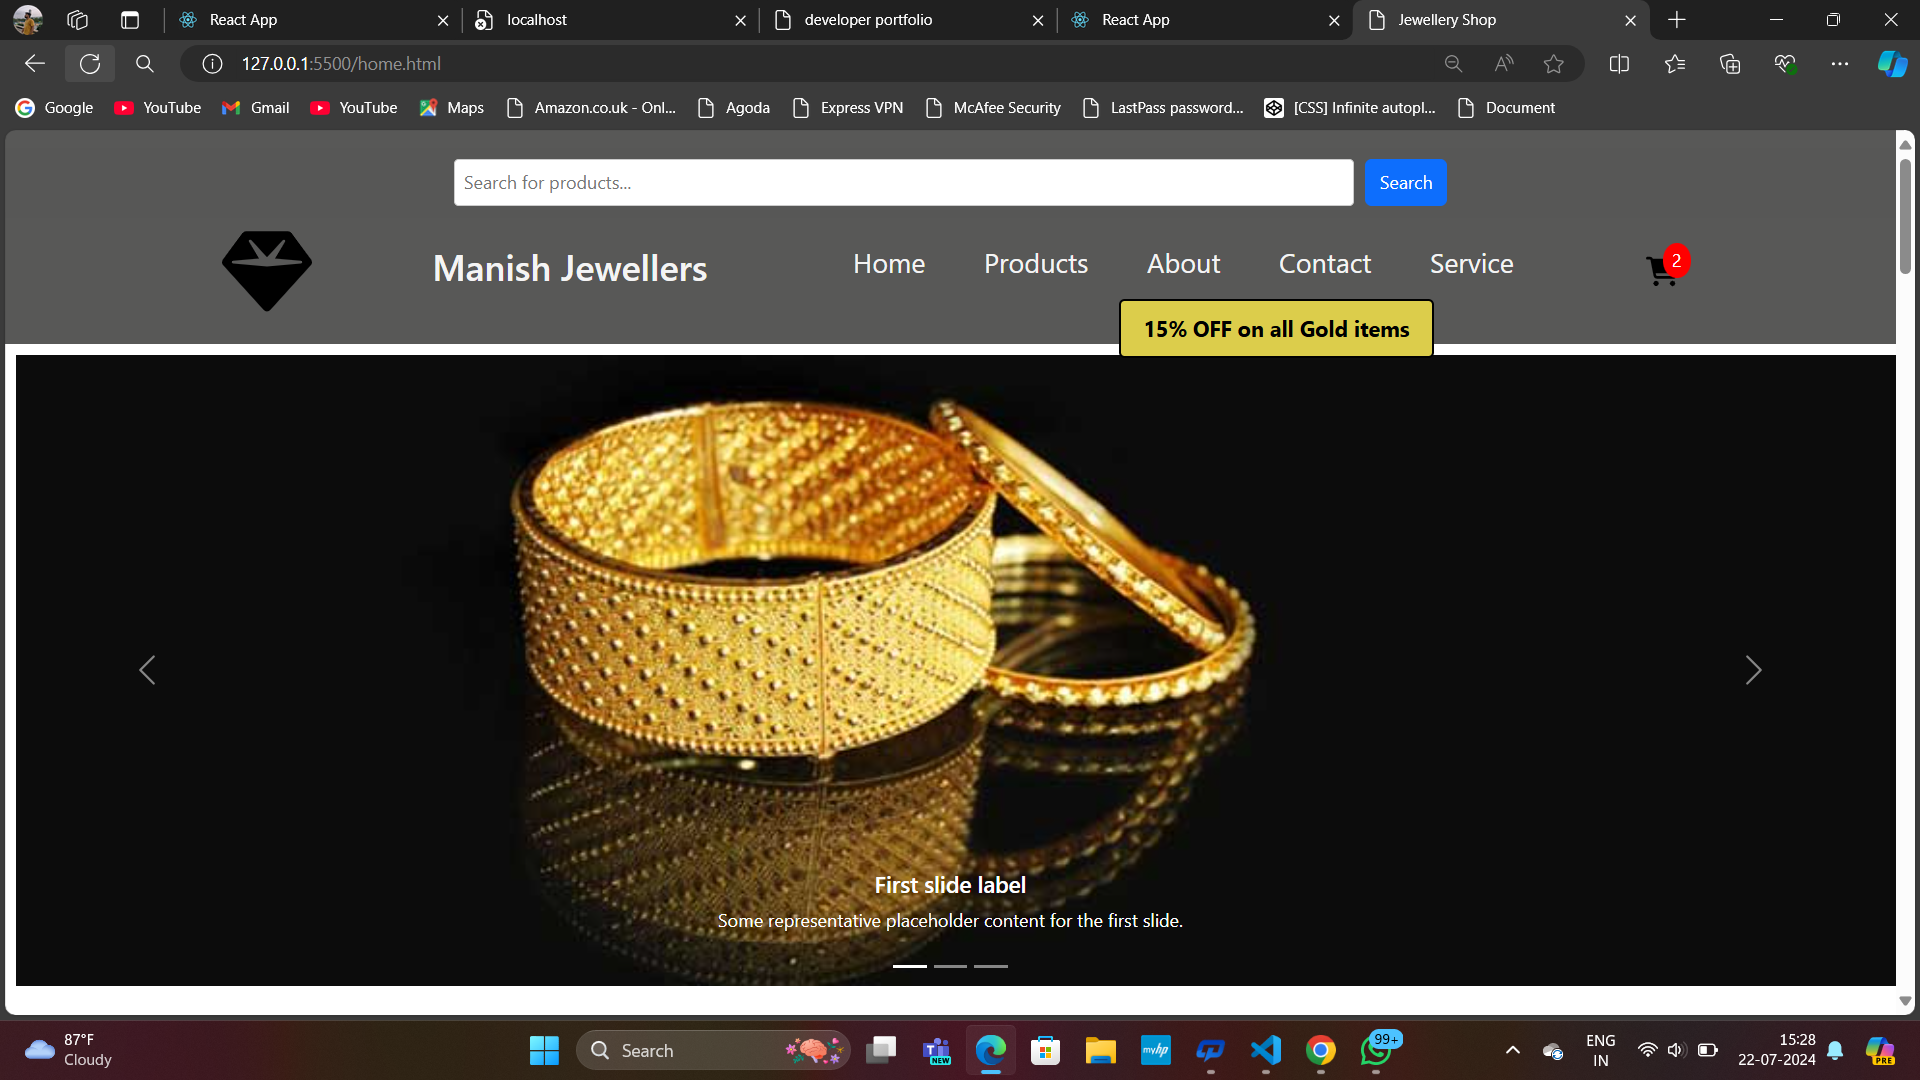 React App
localhost
developer portfolio
React App
Jewellery Shop
127.0.0.1:5500/home.html
Google
YouTube
Gmail
YouTube
Maps
Amazon.co.uk - Onl...
Agoda
Express VPN
McAfee Security
LastPass password...
[CSS] Infinite autopl...
Document
Search for products...
Search
Manish Jewellers
Home
Products
About
Contact
Service
2
15% OFF on all Gold items
First slide label
Some representative placeholder content for the first slide.
87°F
Cloudy
Search
NEW
myhp
99+
ENG
IN
15:28
22-07-2024
PRE